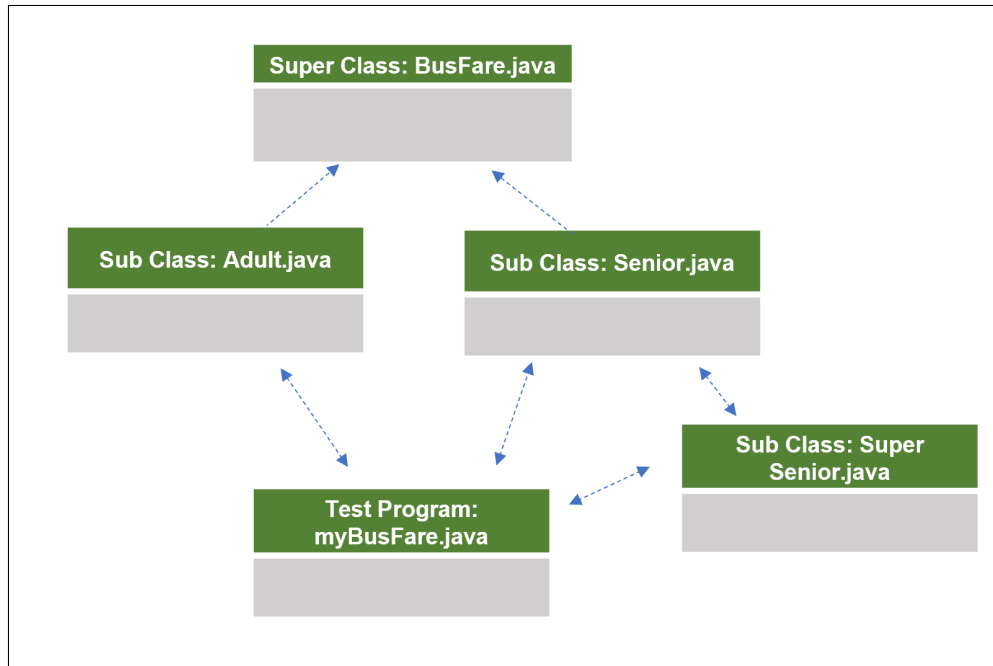 Super Class: BusFare.java
Sub Class: Adult.java
Sub Class: Senior.java
Sub Class: Super
Senior.java
Test Program:
myBusFare.java